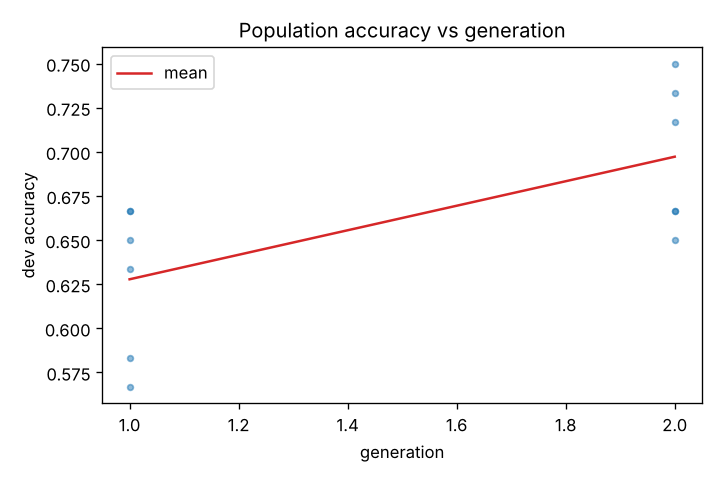 Population accuracy vs generation
mean
dev accuracy
0.750
0.725
0.700
0.675
0.650
0.625
0.600
0.575
1.0 1.2 1.4 1.6 1.8 2.0
generation